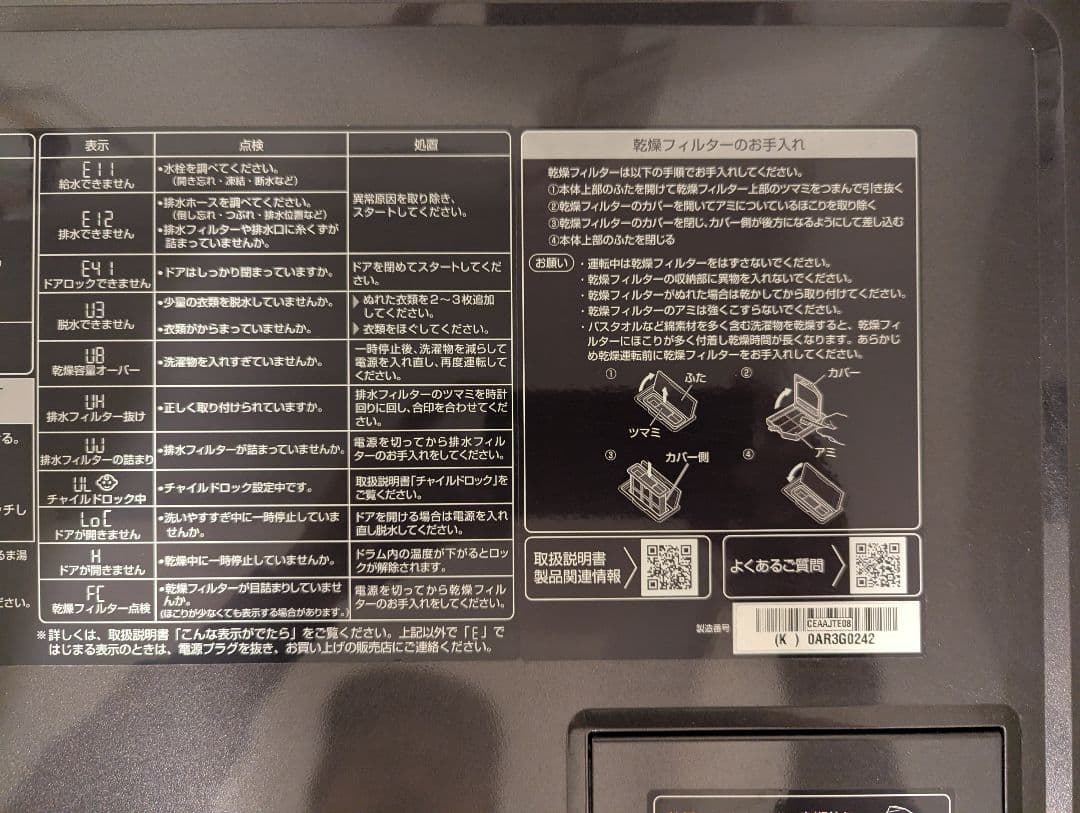 表示 点検 処置
E11
給水できません
•水栓を調べてください。
(開き忘れ・凍結・断水など)
異常原因を取り除き、
スタートしてください。
E12
排水できません
•排水ホースを調べてください。
(倒し忘れ・つぶれ・排水位置など)
•排水フィルターや排水口に糸くずが
詰まっていませんか。
E41
ドアロックできません
•ドアはしっかり閉まっていますか。
ドアを閉めてスタートしてくだ
さい。
U3
脱水できません
•少量の衣類を脱水していませんか。
ぬれた衣類を2〜3枚追加
してください。
•衣類がからまっていませんか。
衣類をほぐしてください。
U8
乾燥容量オーバー
•洗濯物を入れすぎていませんか。
一時停止後、洗濯物を減らして
電源を入れ直し、再度運転して
ください。
UH
排水フィルター抜け
•正しく取り付けられていますか。
排水フィルターのツマミを時計
回りに回し、合印を合わせてくだ
さい。
UJ
排水フィルターの詰まり
•排水フィルターが詰まっていませんか。
電源を切ってから排水フィル
ターのお手入れをしてください。
UL
チャイルドロック中
•チャイルドロック設定中です。
取扱説明書「チャイルドロック」を
ご覧ください。
LoC
ドアが開きません
•洗いやすすぎ中に一時停止していま
せんか。
ドアを開ける場合は電源を入れ
直し脱水してください。
H
ドアが開きません
•乾燥中に一時停止していませんか。
ドラム内の温度が下がるとロッ
クが解除されます。
FC
乾燥フィルター点検
•乾燥フィルターが目詰まりしていませ
んか。
(ほこりが少なくても表示する場合があります。)
電源を切ってから乾燥フィル
ターのお手入れをしてください。
※詳しくは、取扱説明書「こんな表示がでたら」をご覧ください。上記以外で「E」で
はじまる表示のときは、電源プラグを抜き、お買い上げの販売店にご連絡ください。
乾燥フィルターのお手入れ
乾燥フィルターは以下の手順でお手入れしてください。
①本体上部のふたを開けて乾燥フィルター上部のツマミをつまんで引き抜く
②乾燥フィルターのカバーを開いてアミについているほこりを取り除く
③乾燥フィルターのカバーを閉じ、カバー側が後方になるようにして差し込む
④本体上部のふたを閉じる
お願い ・運転中は乾燥フィルターをはずさないでください。
・乾燥フィルターの収納部に異物を入れないでください。
・乾燥フィルターがぬれた場合は乾かしてから取り付けてください。
・乾燥フィルターのアミは強くこすらないでください。
・バスタオルなど綿素材を多く含む洗濯物を乾燥すると、乾燥フィ
ルターにほこりが多く付着し乾燥時間が長くなります。あらかじ
め乾燥運転前に乾燥フィルターをお手入れしてください。
① ふた
ツマミ
② カバー
アミ
③ カバー側
④
取扱説明書
製品関連情報
よくあるご質問
製造番号
CEAAJTE08
(K) 0AR3G0242
る。
ッチし
るま湯
ださい。